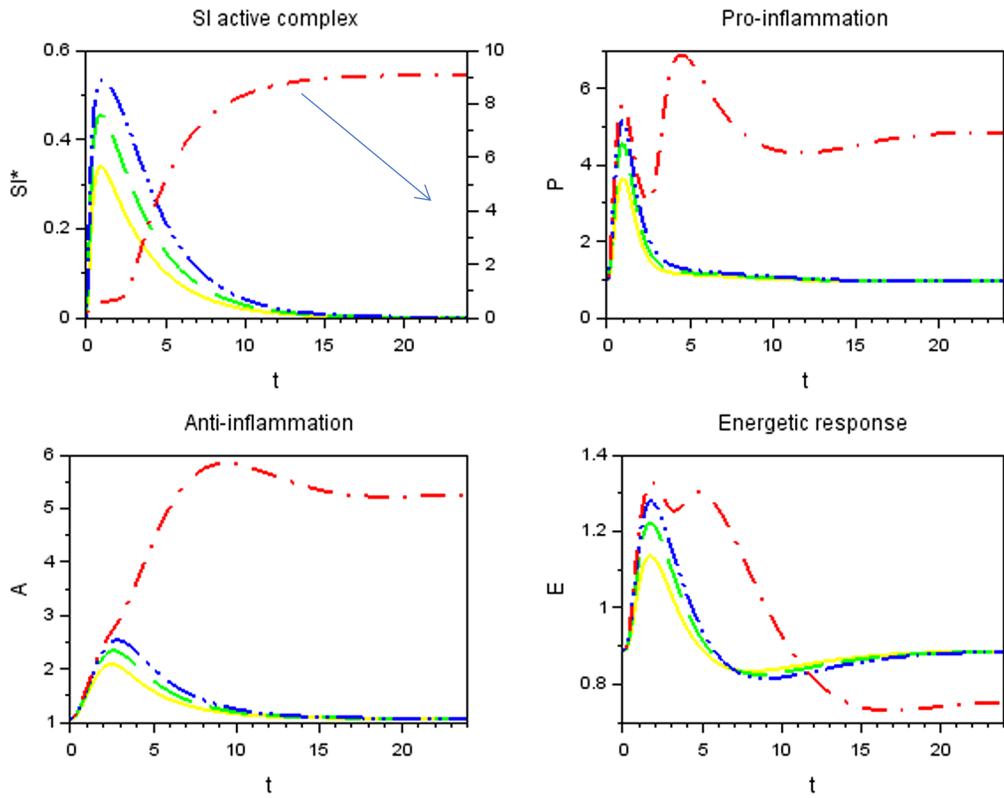 SI active complex
0.6
0.4
0.2
0
SI*
10
8
6
4
2
0
0 5 10 15 20
t
Pro-inflammation
6
4
2
0
P
0 5 10 15 20
t
Anti-inflammation
6
5
4
3
2
1
A
0 5 10 15 20
t
Energetic response
1.4
1.2
1
0.8
E
0 5 10 15 20
t